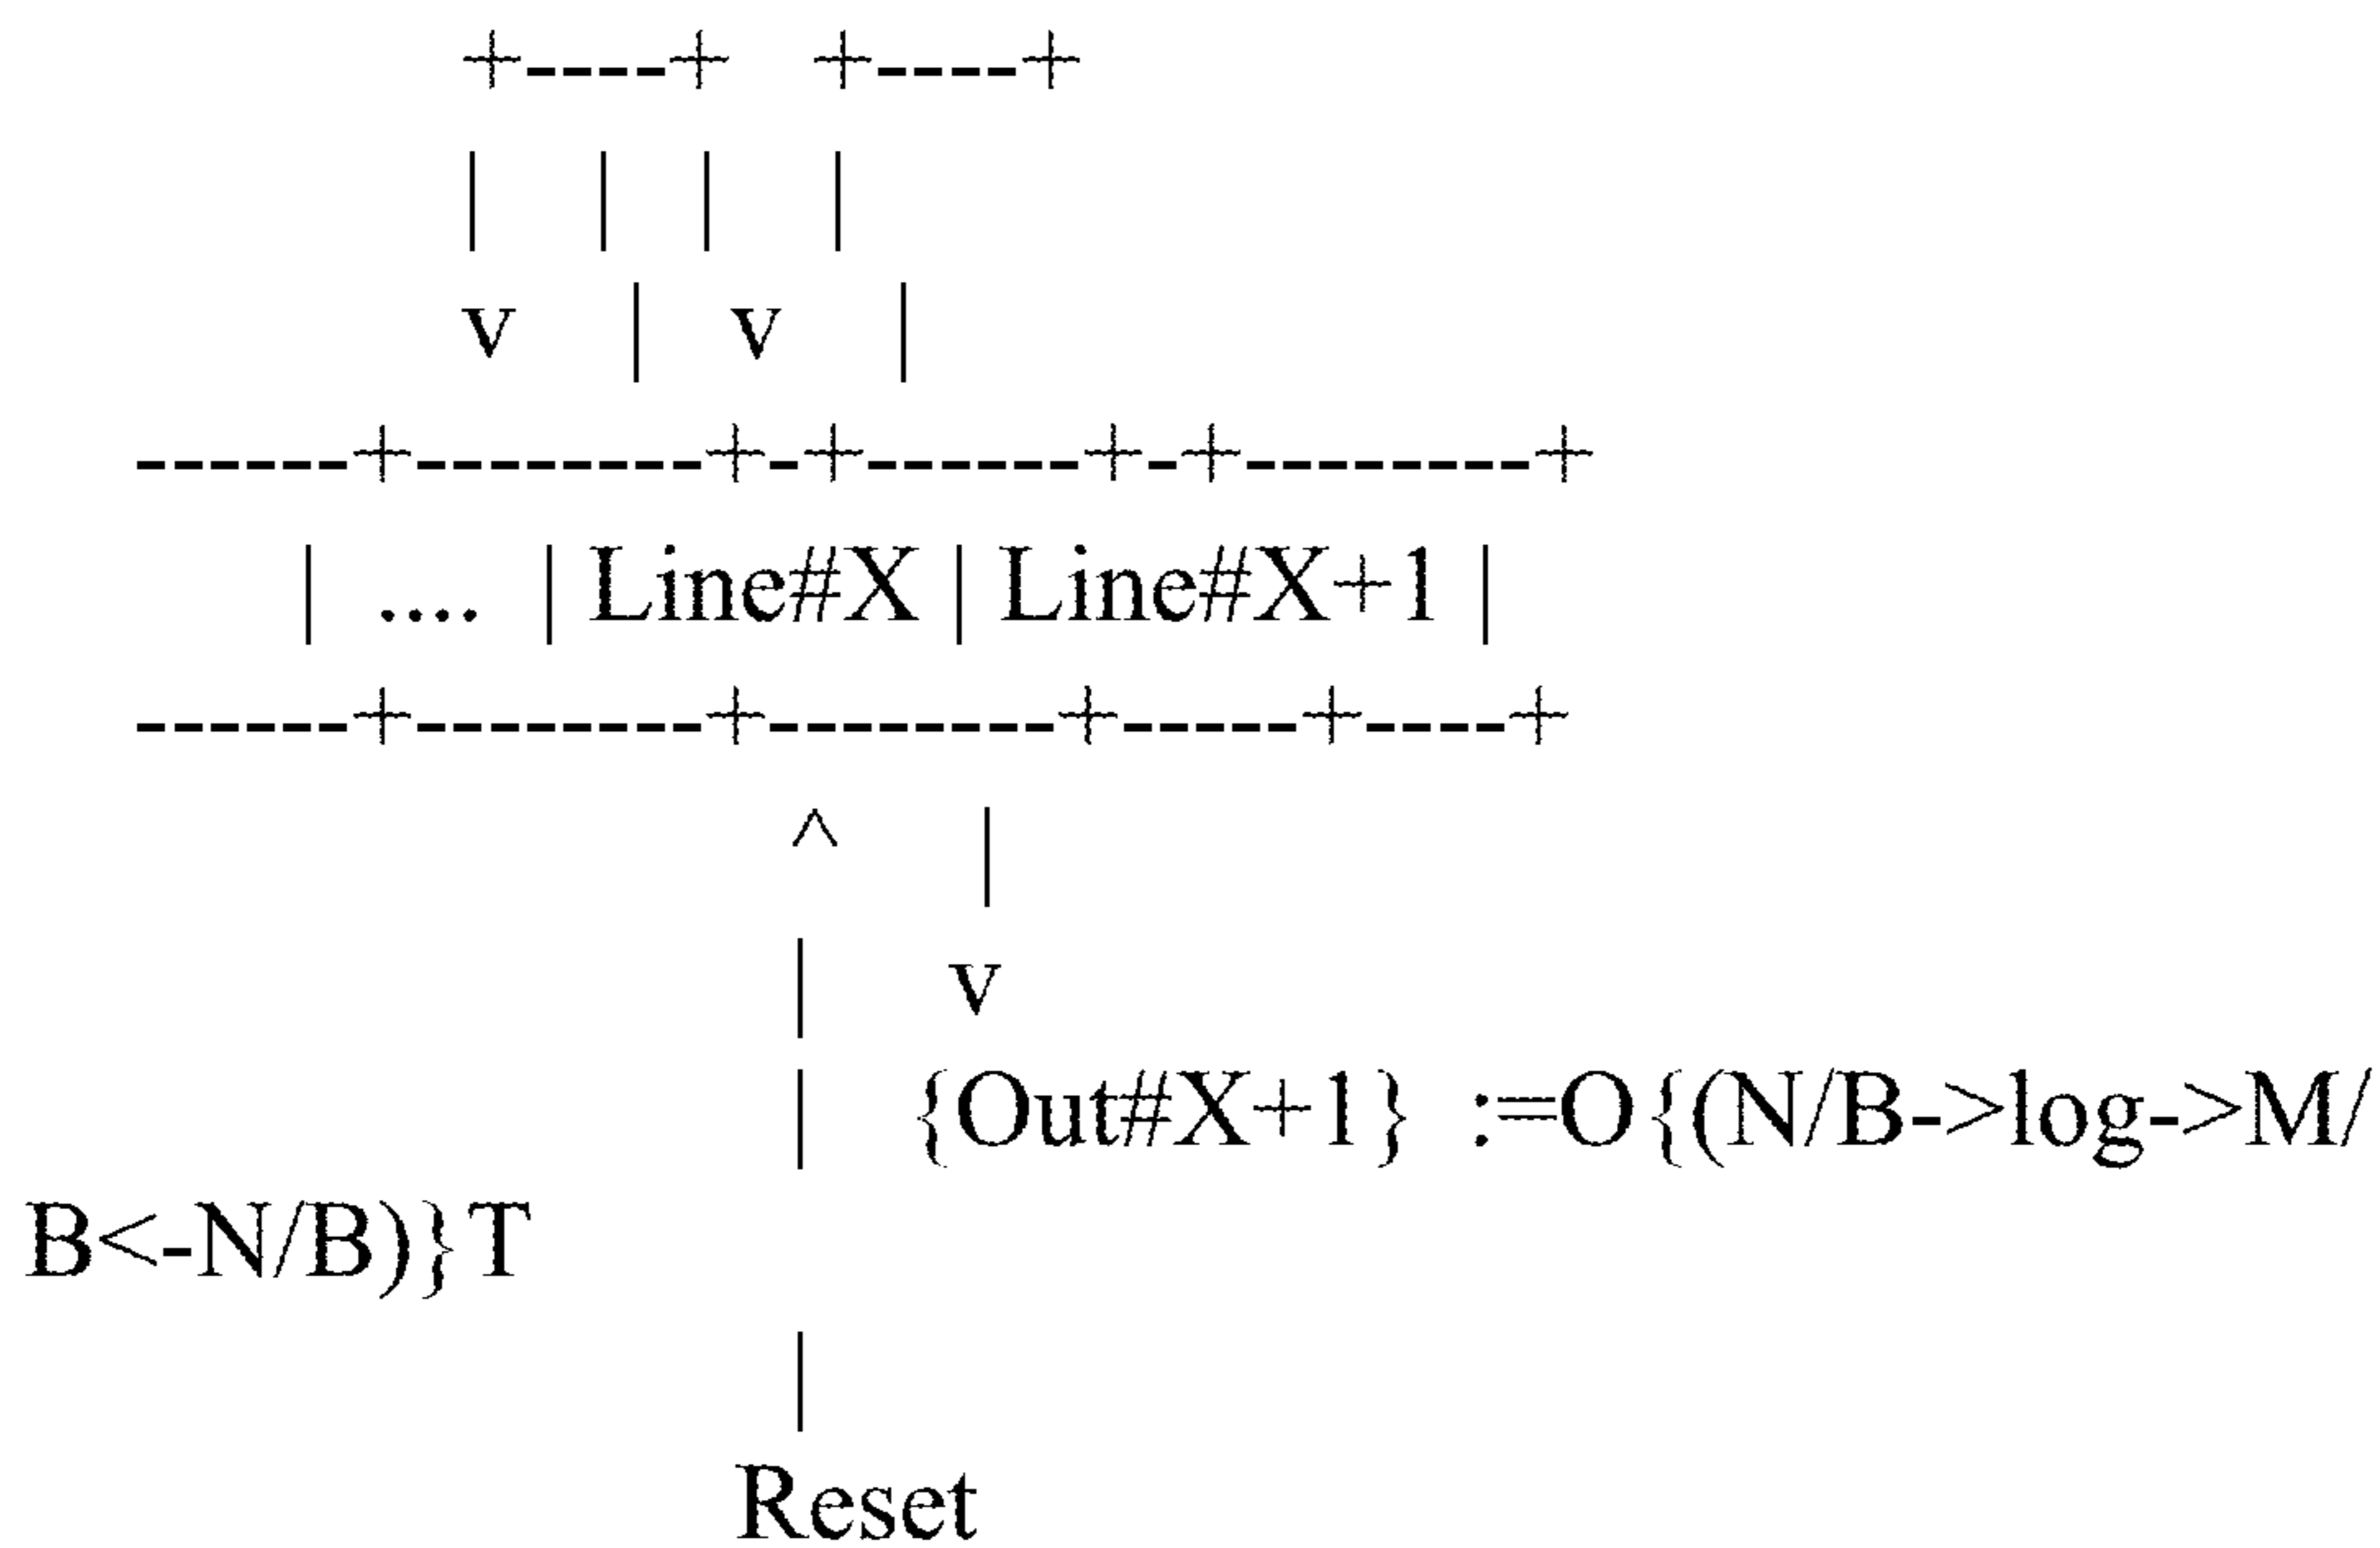 +----+ +----+
| | | |
v | v |
------+--------+-+------+-+--------+
| .... | Line#X | Line#X+1 |
------+--------+--------+-----+----+
^ |
| v
| {Out#X+1} :=O{(N/B->log->M/
B<-N/B)}T
|
Reset